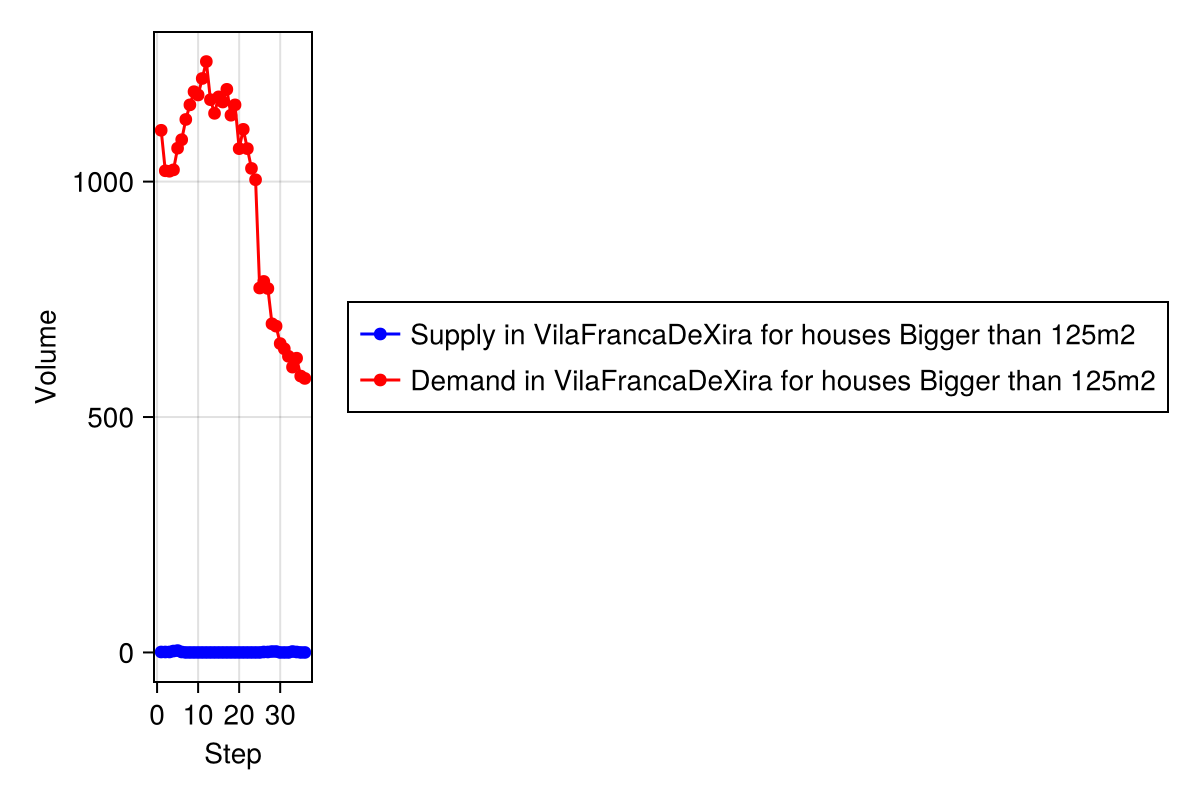 1000
500
0
Volume
0 10 20 30
Step
Supply in VilaFrancaDeXira for houses Bigger than 125m2
Demand in VilaFrancaDeXira for houses Bigger than 125m2